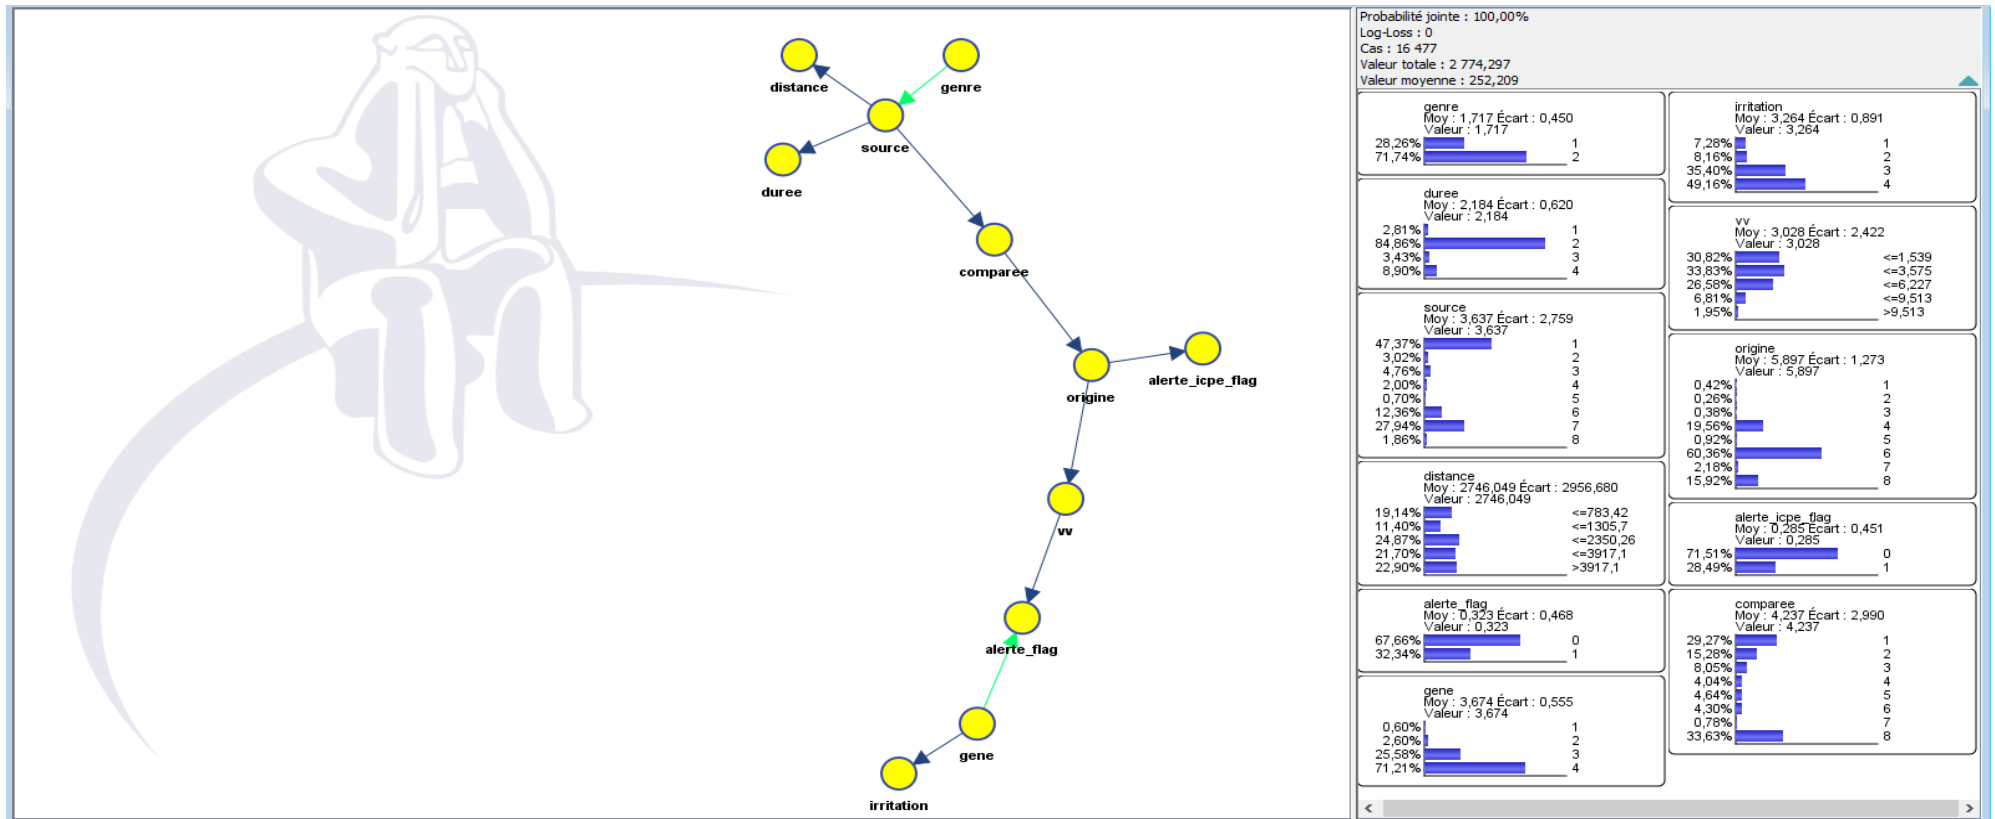 distance
genre
source
duree
comparee
alerte_icpe_flag
origine
vv
alerte_flag
gene
irritation
Probabilité jointe : 100,00%
Log-Loss : 0
Cas : 16 477
Valeur totale : 2 774,297
Valeur moyenne : 252,209
genre
Moy : 1,717 Écart : 0,450
Valeur : 1,717
28,26% 1
71,74% 2
duree
Moy : 2,184 Écart : 0,620
Valeur : 2,184
2,81% 1
84,86% 2
3,43% 3
8,90% 4
source
Moy : 3,637 Écart : 2,759
Valeur : 3,637
47,37% 1
3,02% 2
4,76% 3
2,00% 4
0,70% 5
12,36% 6
27,94% 7
1,86% 8
distance
Moy : 2746,049 Écart : 2956,680
Valeur : 2746,049
19,14% <=783,42
11,40% <=1305,7
24,87% <=2350,26
21,70% <=3917,1
22,90% >3917,1
alerte_flag
Moy : 0,323 Écart : 0,468
Valeur : 0,323
67,66% 0
32,34% 1
gene
Moy : 3,674 Écart : 0,555
Valeur : 3,674
0,60% 1
2,60% 2
25,58% 3
71,21% 4
irritation
Moy : 3,264 Écart : 0,891
Valeur : 3,264
7,28% 1
8,16% 2
35,40% 3
49,16% 4
vv
Moy : 3,028 Écart : 2,422
Valeur : 3,028
30,82% <=1,539
33,83% <=3,575
26,58% <=6,227
6,81% <=9,513
1,95% >9,513
origine
Moy : 5,897 Écart : 1,273
Valeur : 5,897
0,42% 1
0,26% 2
0,38% 3
19,56% 4
0,92% 5
60,36% 6
2,18% 7
15,92% 8
alerte_icpe_flag
Moy : 0,285 Écart : 0,451
Valeur : 0,285
71,51% 0
28,49% 1
comparee
Moy : 4,237 Écart : 2,990
Valeur : 4,237
29,27% 1
15,28% 2
8,05% 3
4,04% 4
4,64% 5
4,30% 6
0,78% 7
33,63% 8